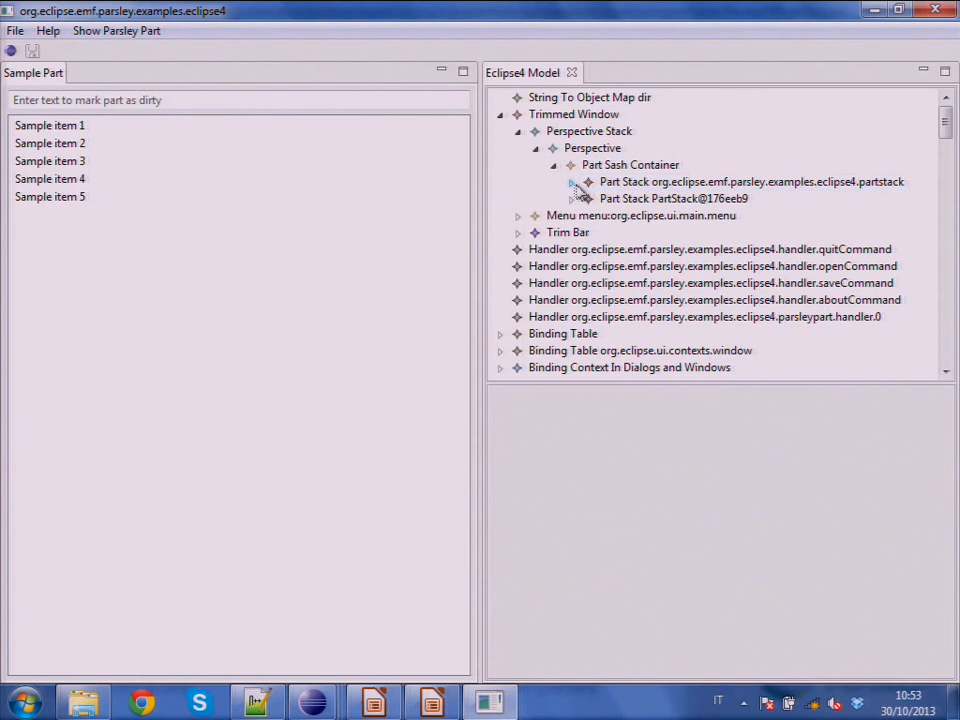 org.eclipse.emf.parsley.examples.eclipse4
File Help Show Parsley Part
Sample Part
Enter text to mark part as dirty
Sample item 1
Sample item 2
Sample item 3
Sample item 4
Sample item 5
Eclipse4 Model
String To Object Map dir
Trimmed Window
Perspective Stack
Perspective
Part Sash Container
Part Stack org.eclipse.emf.parsley.examples.eclipse4.partstack
Part Stack PartStack@176eeb9
Menu menu:org.eclipse.ui.main.menu
Trim Bar
Handler org.eclipse.emf.parsley.examples.eclipse4.handler.quitCommand
Handler org.eclipse.emf.parsley.examples.eclipse4.handler.openCommand
Handler org.eclipse.emf.parsley.examples.eclipse4.handler.saveCommand
Handler org.eclipse.emf.parsley.examples.eclipse4.handler.aboutCommand
Handler org.eclipse.emf.parsley.examples.eclipse4.parsleypart.handler.0
Binding Table
Binding Table org.eclipse.ui.contexts.window
Binding Context In Dialogs and Windows
IT
10:53
30/10/2013